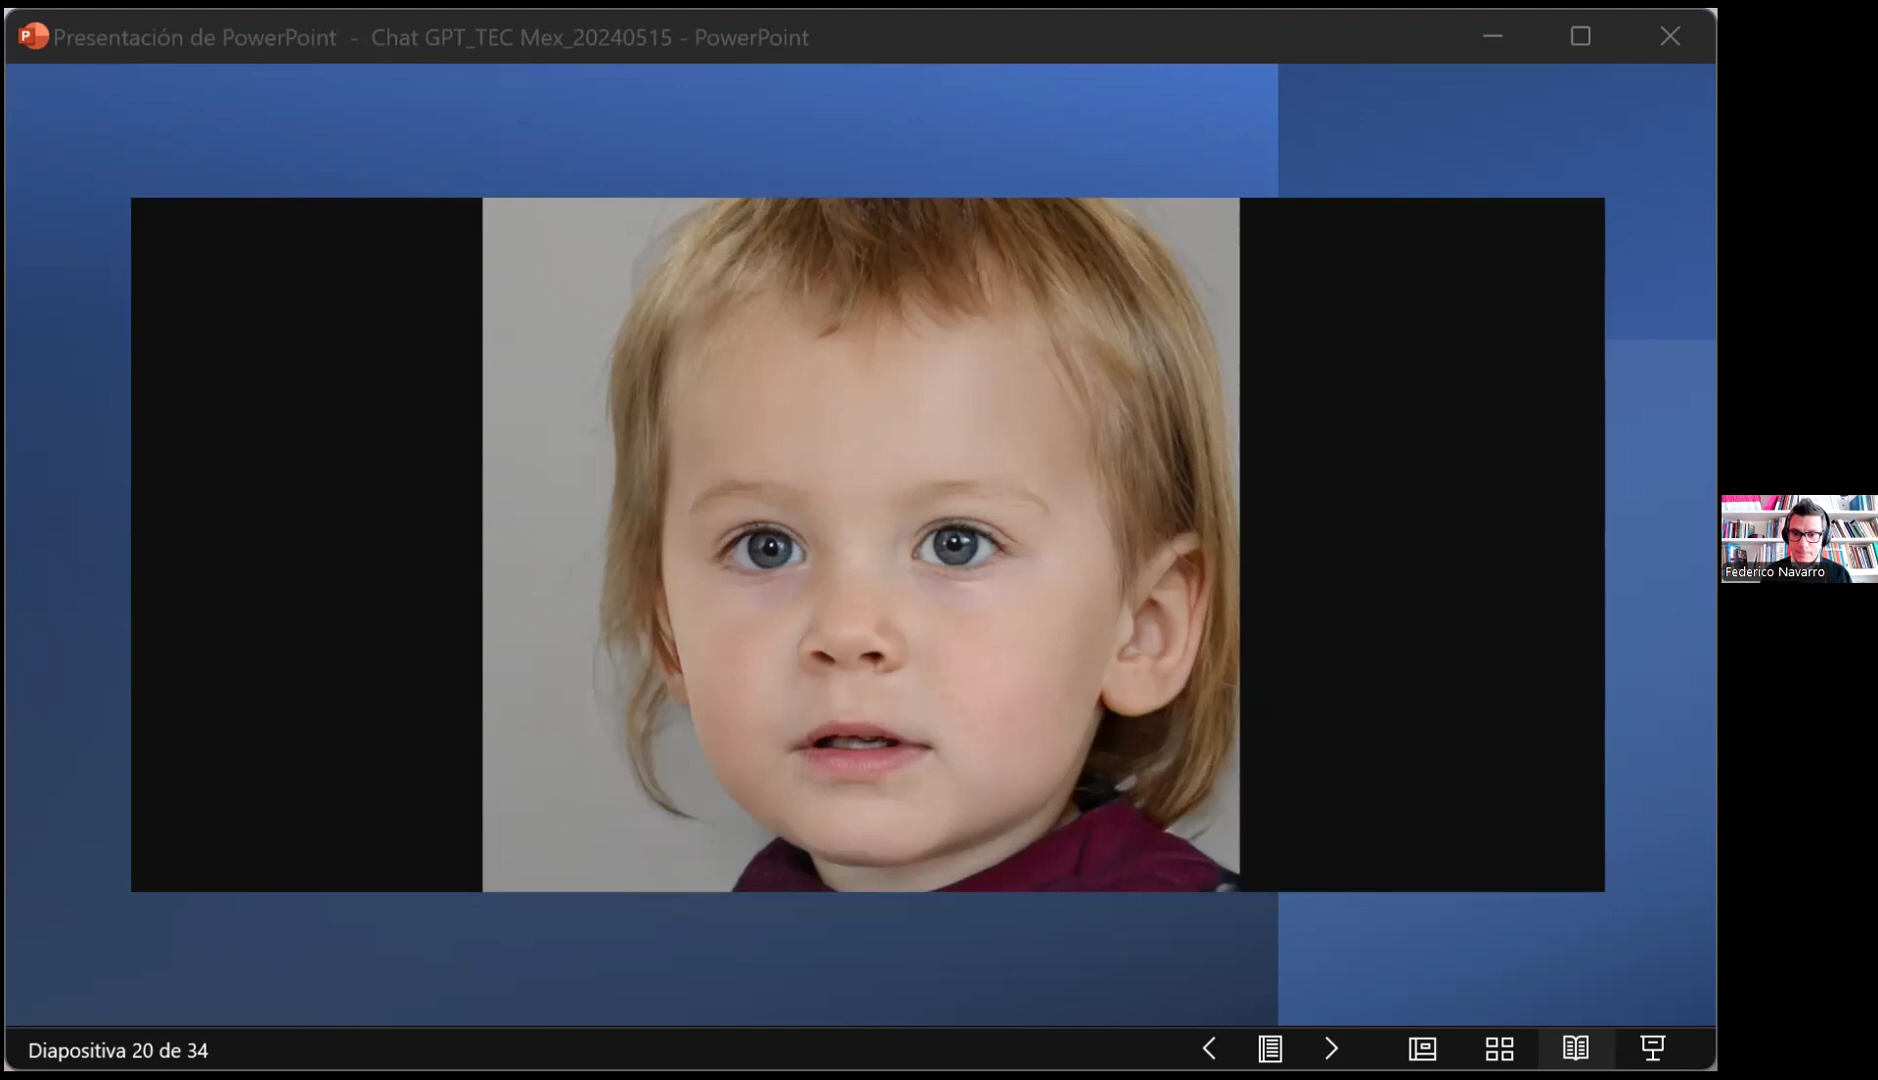 Presentación de PowerPoint - Chat GPT_TEC Mex_20240515 - PowerPoint
Federico Navarro
Diapositiva 20 de 34